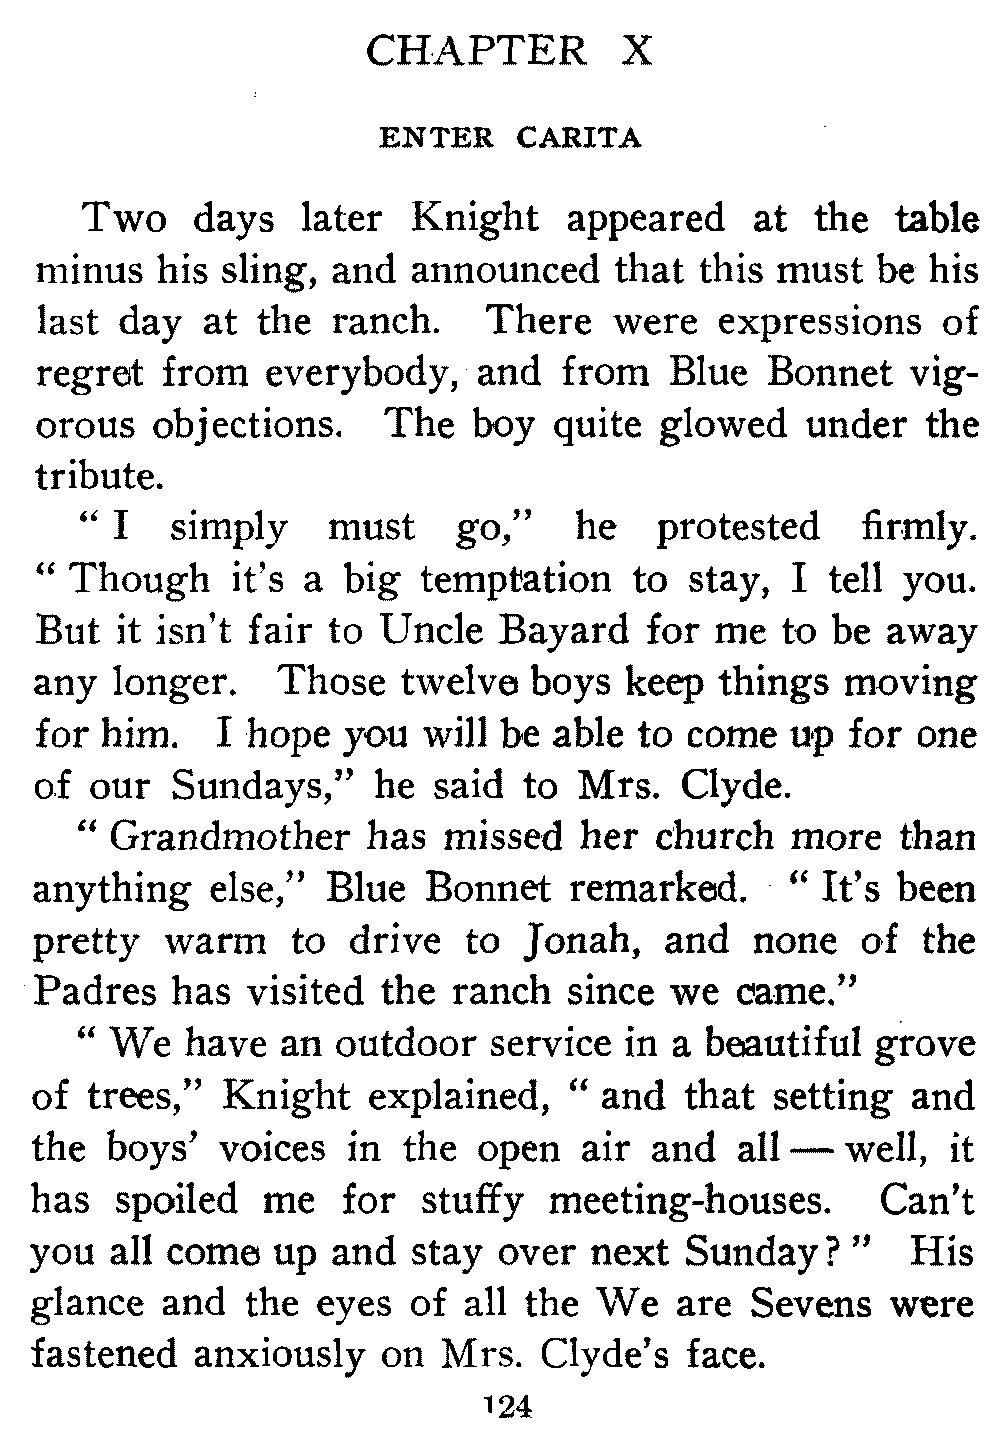 CHAPTER X
ENTER CARITA
Two days later Knight appeared at the table
minus his sling, and announced that this must be his
last day at the ranch. There were expressions of
regret from everybody, and from Blue Bonnet vig-
orous objections. The boy quite glowed under the
tribute.
“ I simply must go,” he protested firmly.
“ Though it's a big temptation to stay, I tell you.
But it isn't fair to Uncle Bayard for me to be away
any longer. Those twelve boys keep things moving
for him. I hope you will be able to come up for one
of our Sundays,” he said to Mrs. Clyde.
“ Grandmother has missed her church more than
anything else,” Blue Bonnet remarked. “ It's been
pretty warm to drive to Jonah, and none of the
Padres has visited the ranch since we came.”
“ We have an outdoor service in a beautiful grove
of trees,” Knight explained, “ and that setting and
the boys’ voices in the open air and all — well, it
has spoiled me for stuffy meeting-houses. Can't
you all come up and stay over next Sunday? ” His
glance and the eyes of all the We are Sevens were
fastened anxiously on Mrs. Clyde's face.
124